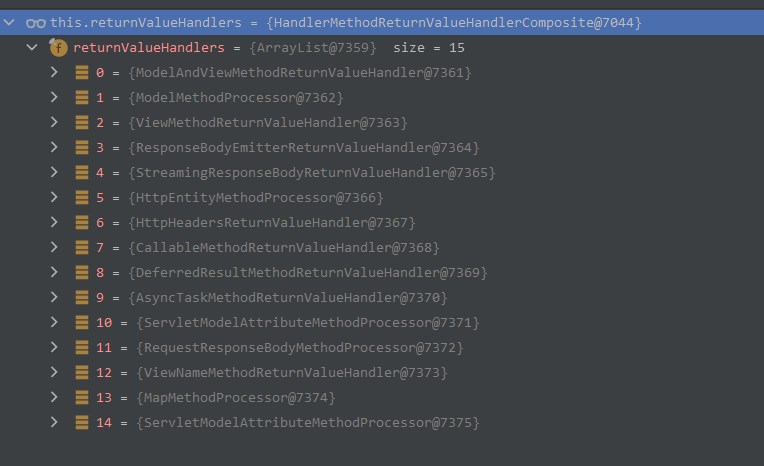 this.returnValueHandlers = {HandlerMethodReturnValueHandlerComposite@7044}
f returnValueHandlers = {ArrayList@7359} size = 15
0 = {ModelAndViewMethodReturnValueHandler@7361}
1 = {ModelMethodProcessor@7362}
2 = {ViewMethodReturnValueHandler@7363}
3 = {ResponseBodyEmitterReturnValueHandler@7364}
4 = {StreamingResponseBodyReturnValueHandler@7365}
5 = {HttpEntityMethodProcessor@7366}
6 = {HttpHeadersReturnValueHandler@7367}
7 = {CallableMethodReturnValueHandler@7368}
8 = {DeferredResultMethodReturnValueHandler@7369}
9 = {AsyncTaskMethodReturnValueHandler@7370}
10 = {ServletModelAttributeMethodProcessor@7371}
11 = {RequestResponseBodyMethodProcessor@7372}
12 = {ViewNameMethodReturnValueHandler@7373}
13 = {MapMethodProcessor@7374}
14 = {ServletModelAttributeMethodProcessor@7375}